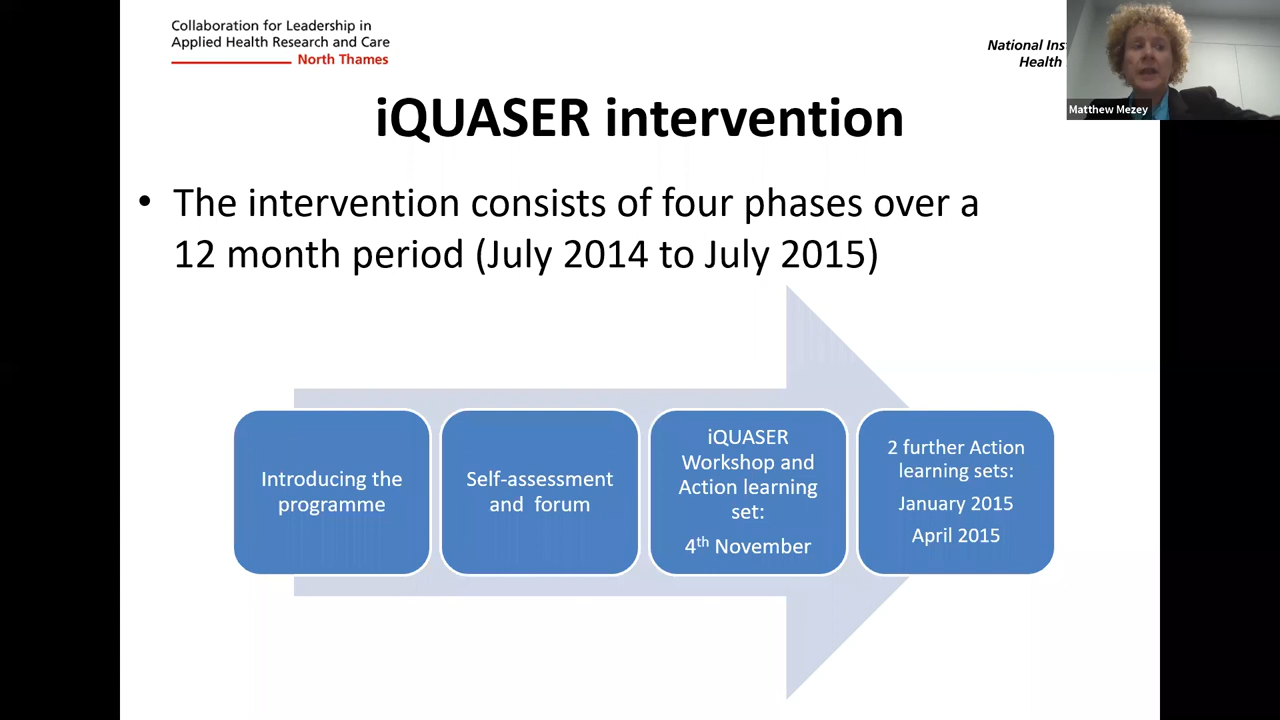 Collaboration for Leadership in
Applied Health Research and Care
North Thames
National
Health
Matthew Mezey
iQUASER intervention
• The intervention consists of four phases over a
12 month period (July 2014 to July 2015)
Introducing the
programme
Self-assessment
and forum
iQUASER
Workshop and
Action learning
set:
4th November
2 further Action
learning sets:
January 2015
April 2015